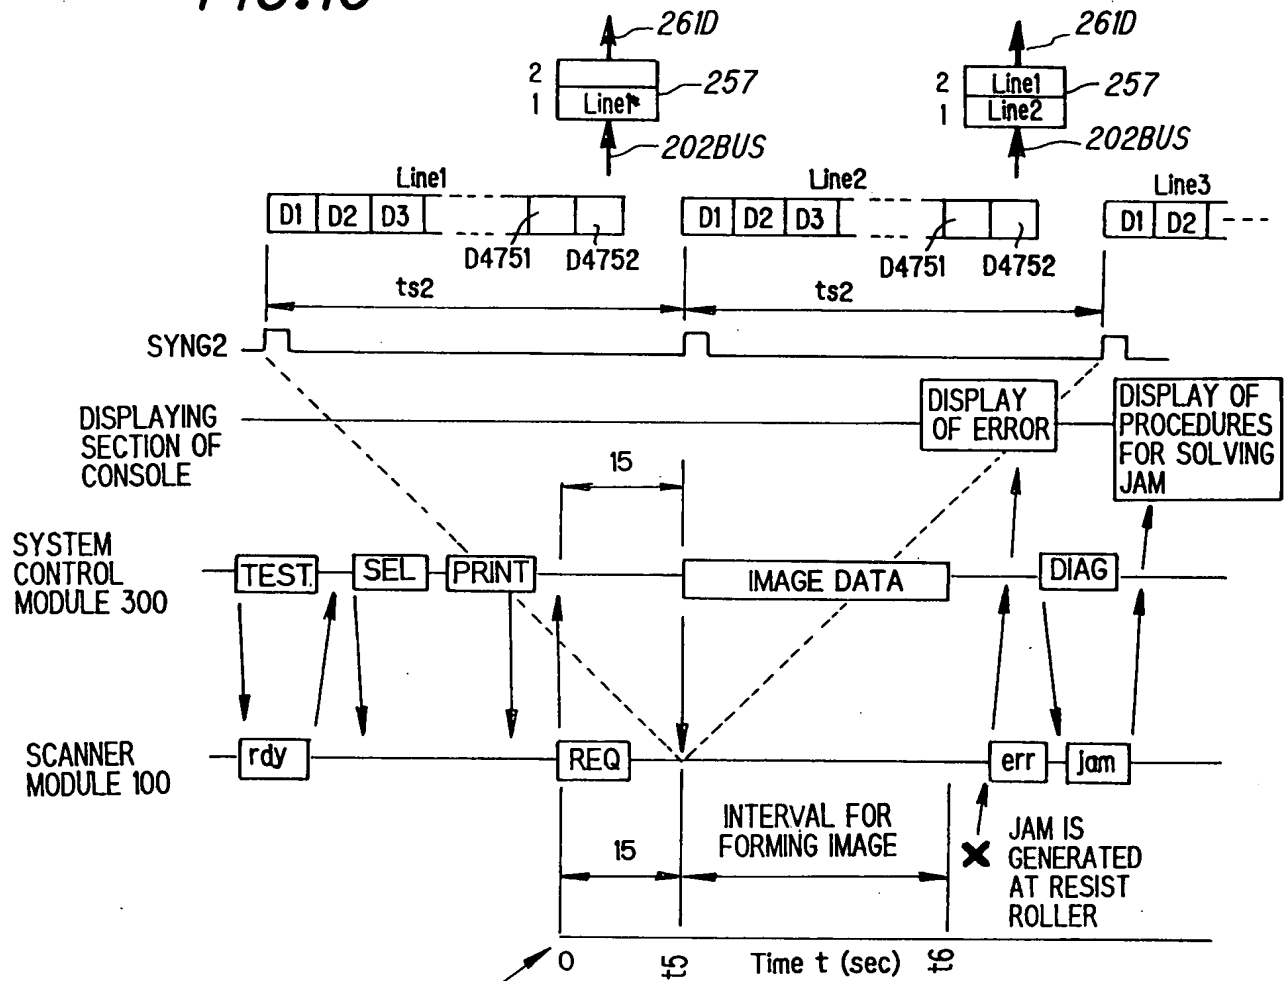 261D
261D
2
257
2
Line1
257
1
Line1*
1
Line2
202BUS
202BUS
Line1
Line2
Line3
D1 D2 D3
D1 D2 D3
D1 D2
D4751 D4752
D4751 D4752
ts2
ts2
SYNG2
DISPLAYING
SECTION OF
CONSOLE
DISPLAY
OF ERROR
DISPLAY OF
PROCEDURES
FOR SOLVING
JAM
15
SYSTEM
CONTROL
MODULE 300
TEST
SEL
PRINT
IMAGE DATA
DIAG
SCANNER
MODULE 100
rdy
REQ
err
jam
15
INTERVAL FOR
FORMING IMAGE
JAM IS
GENERATED
AT RESIST
ROLLER
0
t5
Time t (sec)
t6